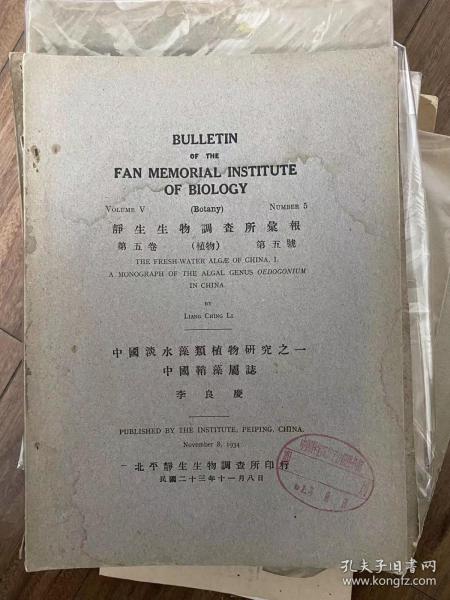 BULLETIN
OF THE
FAN MEMORIAL INSTITUTE
OF BIOLOGY
VOLUME V (Botany) NUMBER 5
靜生生物調查所彙報
第五卷 (植物) 第五號
THE FRESH-WATER ALGÆ OF CHINA, I.
A MONOGRAPH OF THE ALGAL GENUS OEDOGONIUM
IN CHINA
BY
LIANG CHING LI
中國淡水藻類植物研究之一
中國鞘藻屬誌
李良慶
PUBLISHED BY THE INSTITUTE, PEIPING, CHINA.
November 8, 1934
北平靜生生物調查所印行
民國二十三年十一月八日
孔夫子旧书网
www.kongfz.com